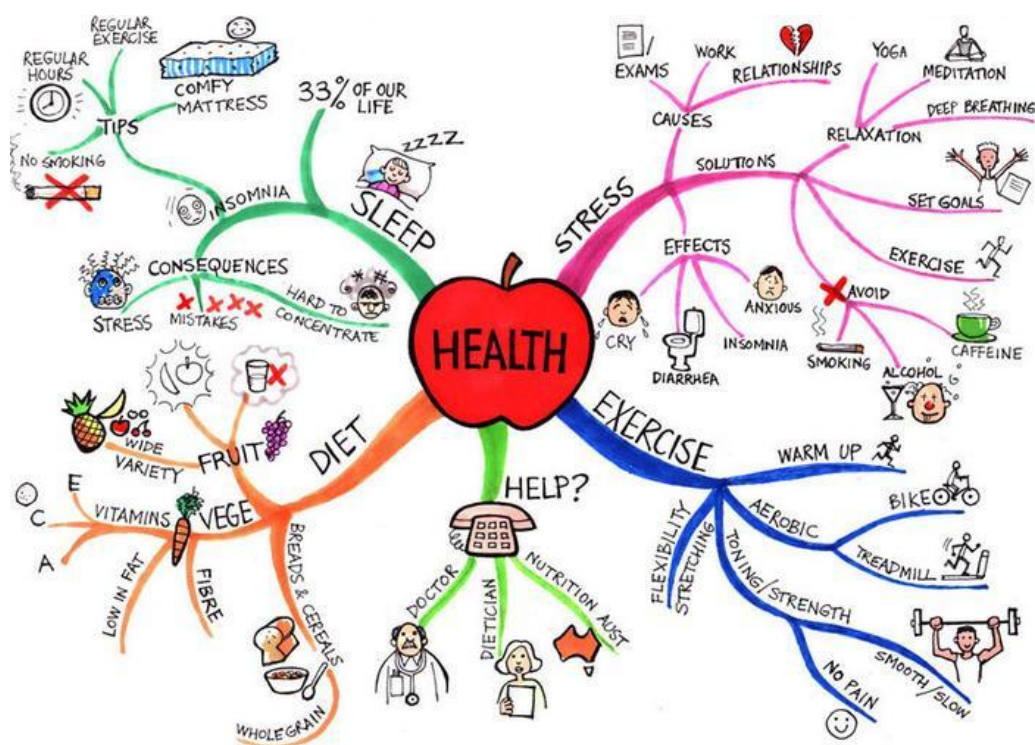 HEALTH
SLEEP
33% OF OUR
LIFE
ZZZZ
INSOMNIA
TIPS
REGULAR
HOURS
REGULAR
EXERCISE
COMFY
MATTRESS
NO SMOKING
CONSEQUENCES
STRESS
MISTAKES
HARD TO
CONCENTRATE
STRESS
CAUSES
EXAMS
WORK
RELATIONSHIPS
SOLUTIONS
RELAXATION
YOGA
MEDITATION
DEEP BREATHING
SET GOALS
EXERCISE
AVOID
SMOKING
ALCOHOL
CAFFEINE
EFFECTS
CRY
DIARRHEA
INSOMNIA
ANXIOUS
EXERCISE
WARM UP
AEROBIC
BIKE
TREADMILL
TONING/STRENGTH
SMOOTH/SLOW
NO PAIN
FLEXIBILITY
STRETCHING
HELP?
DOCTOR
DIETICIAN
NUTRITION AUST
DIET
FRUIT
WIDE
VARIETY
VEGE
VITAMINS
E
C
A
LOW IN FAT
FIBRE
BREADS & CEREALS
WHOLEGRAIN